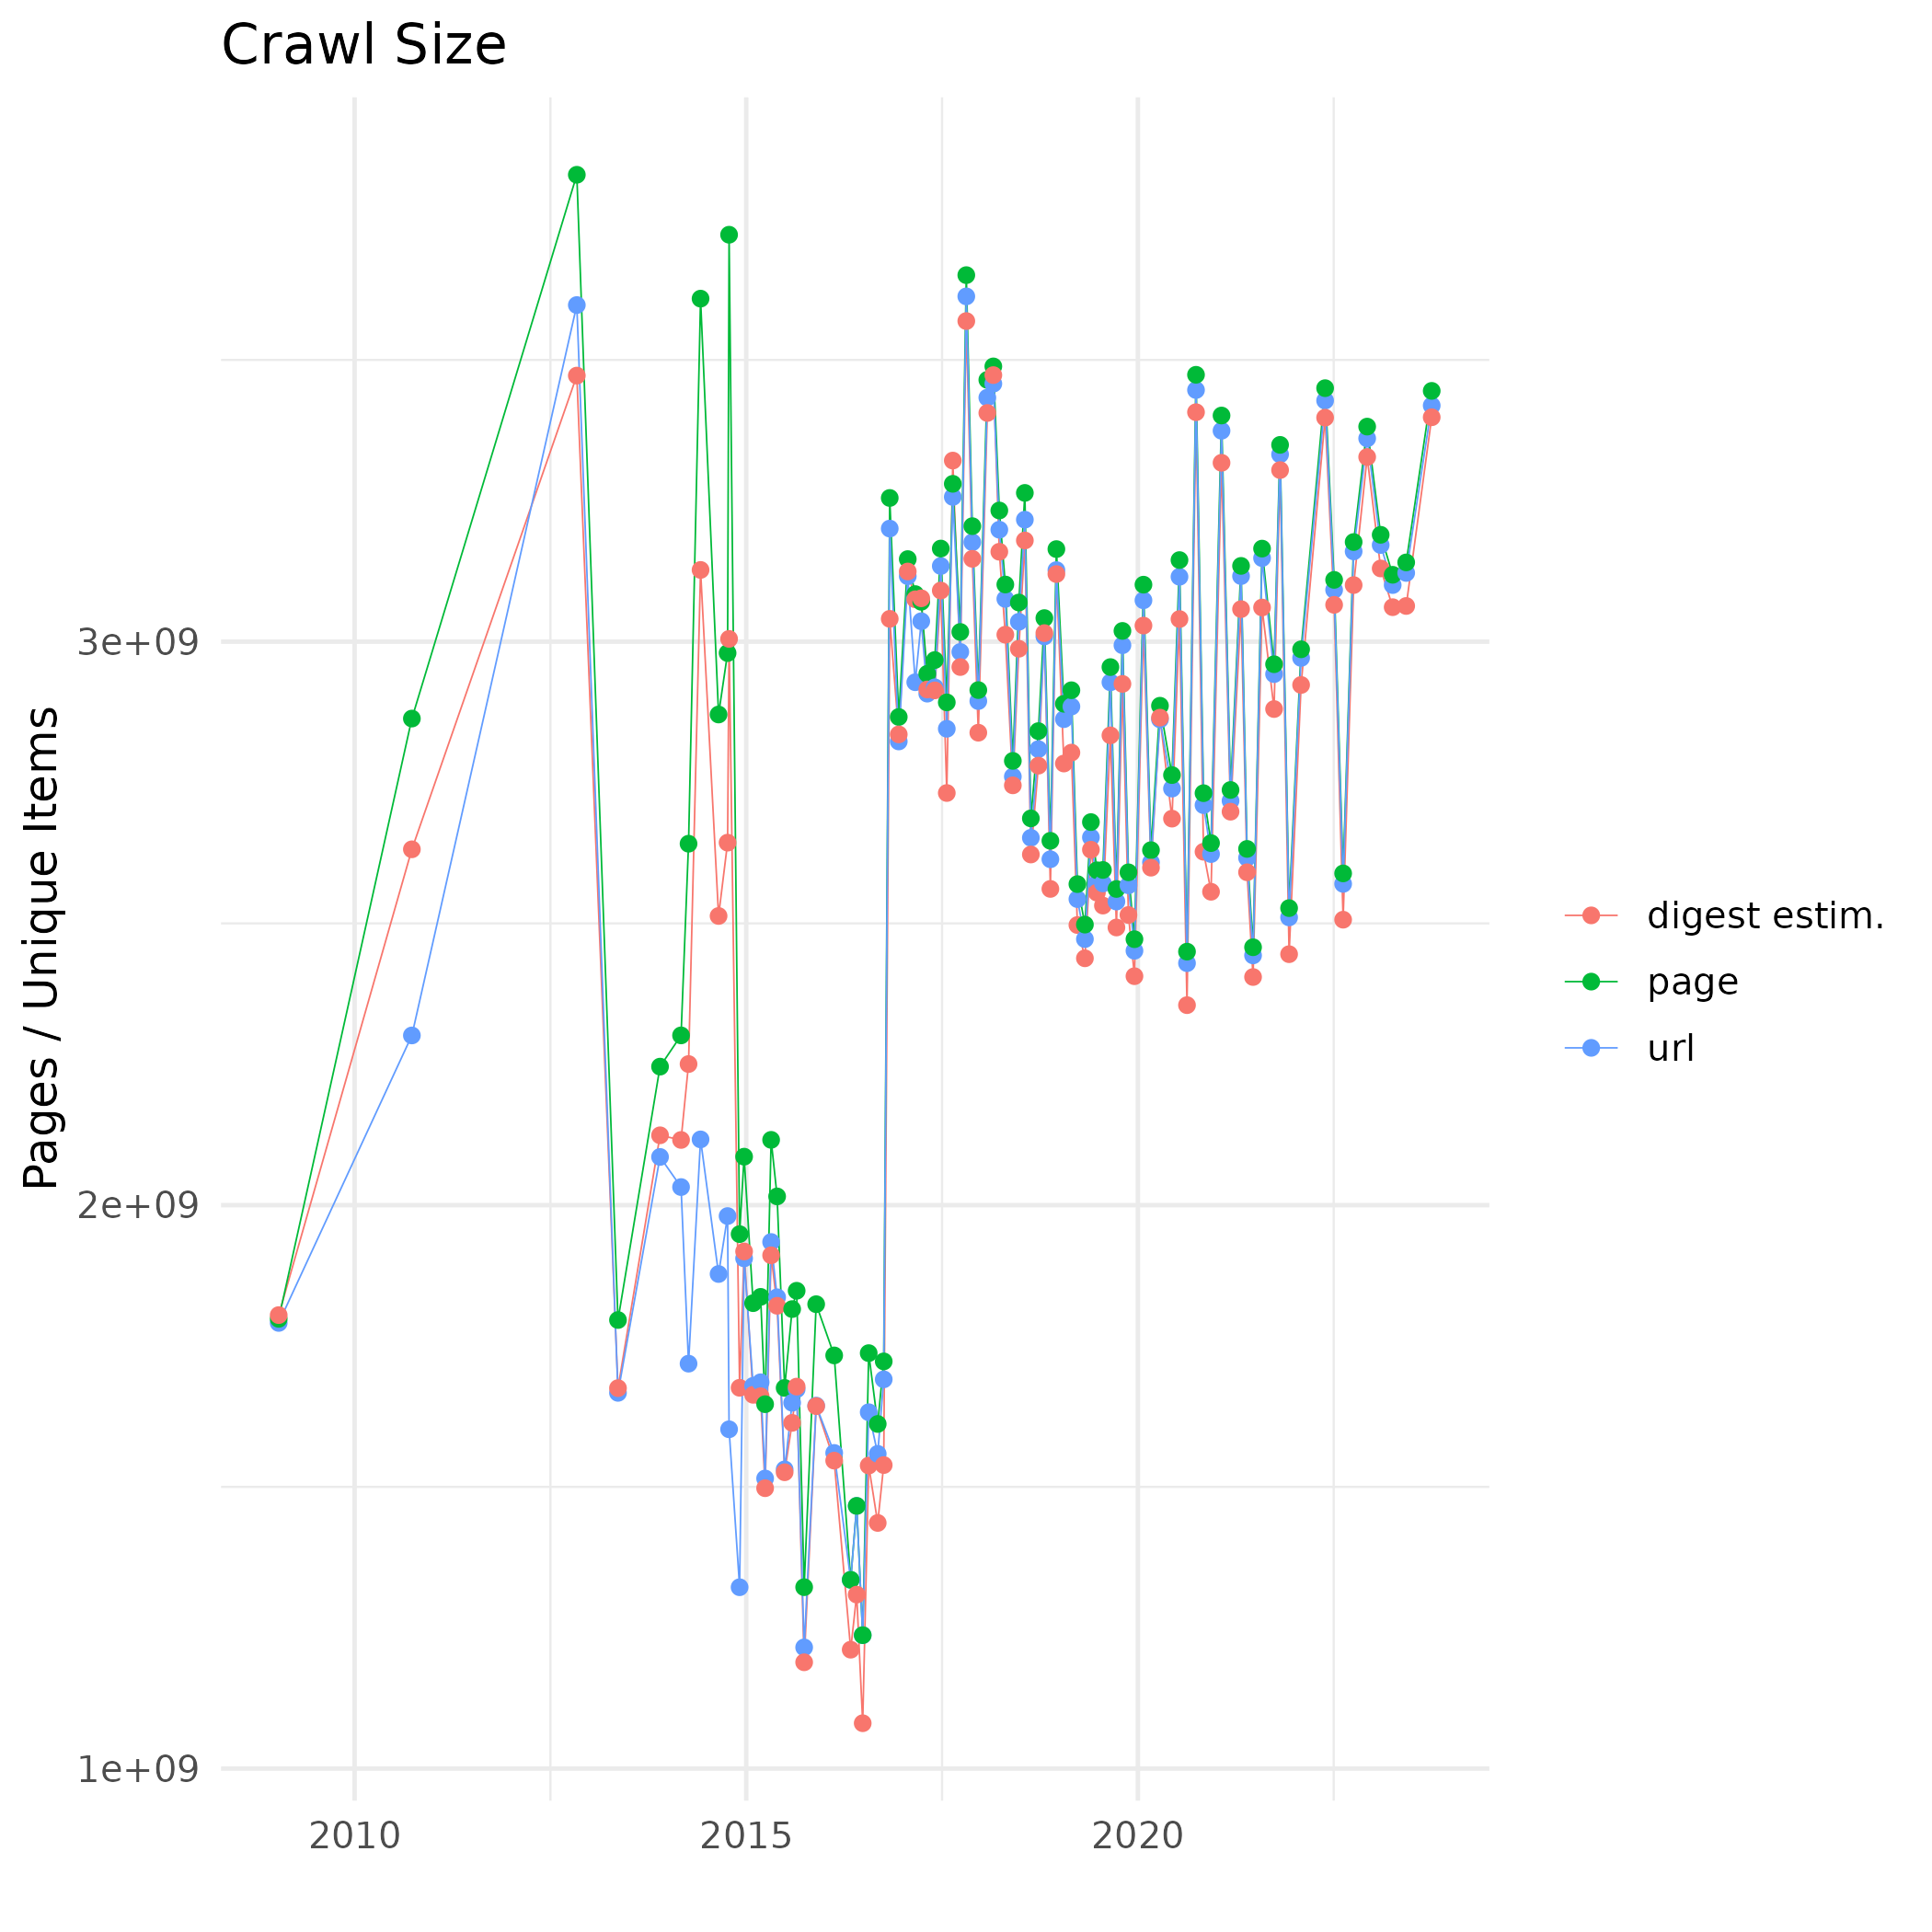 Crawl Size
Pages / Unique Items
3e+09
2e+09
1e+09
2010
2015
2020
digest estim.
page
url